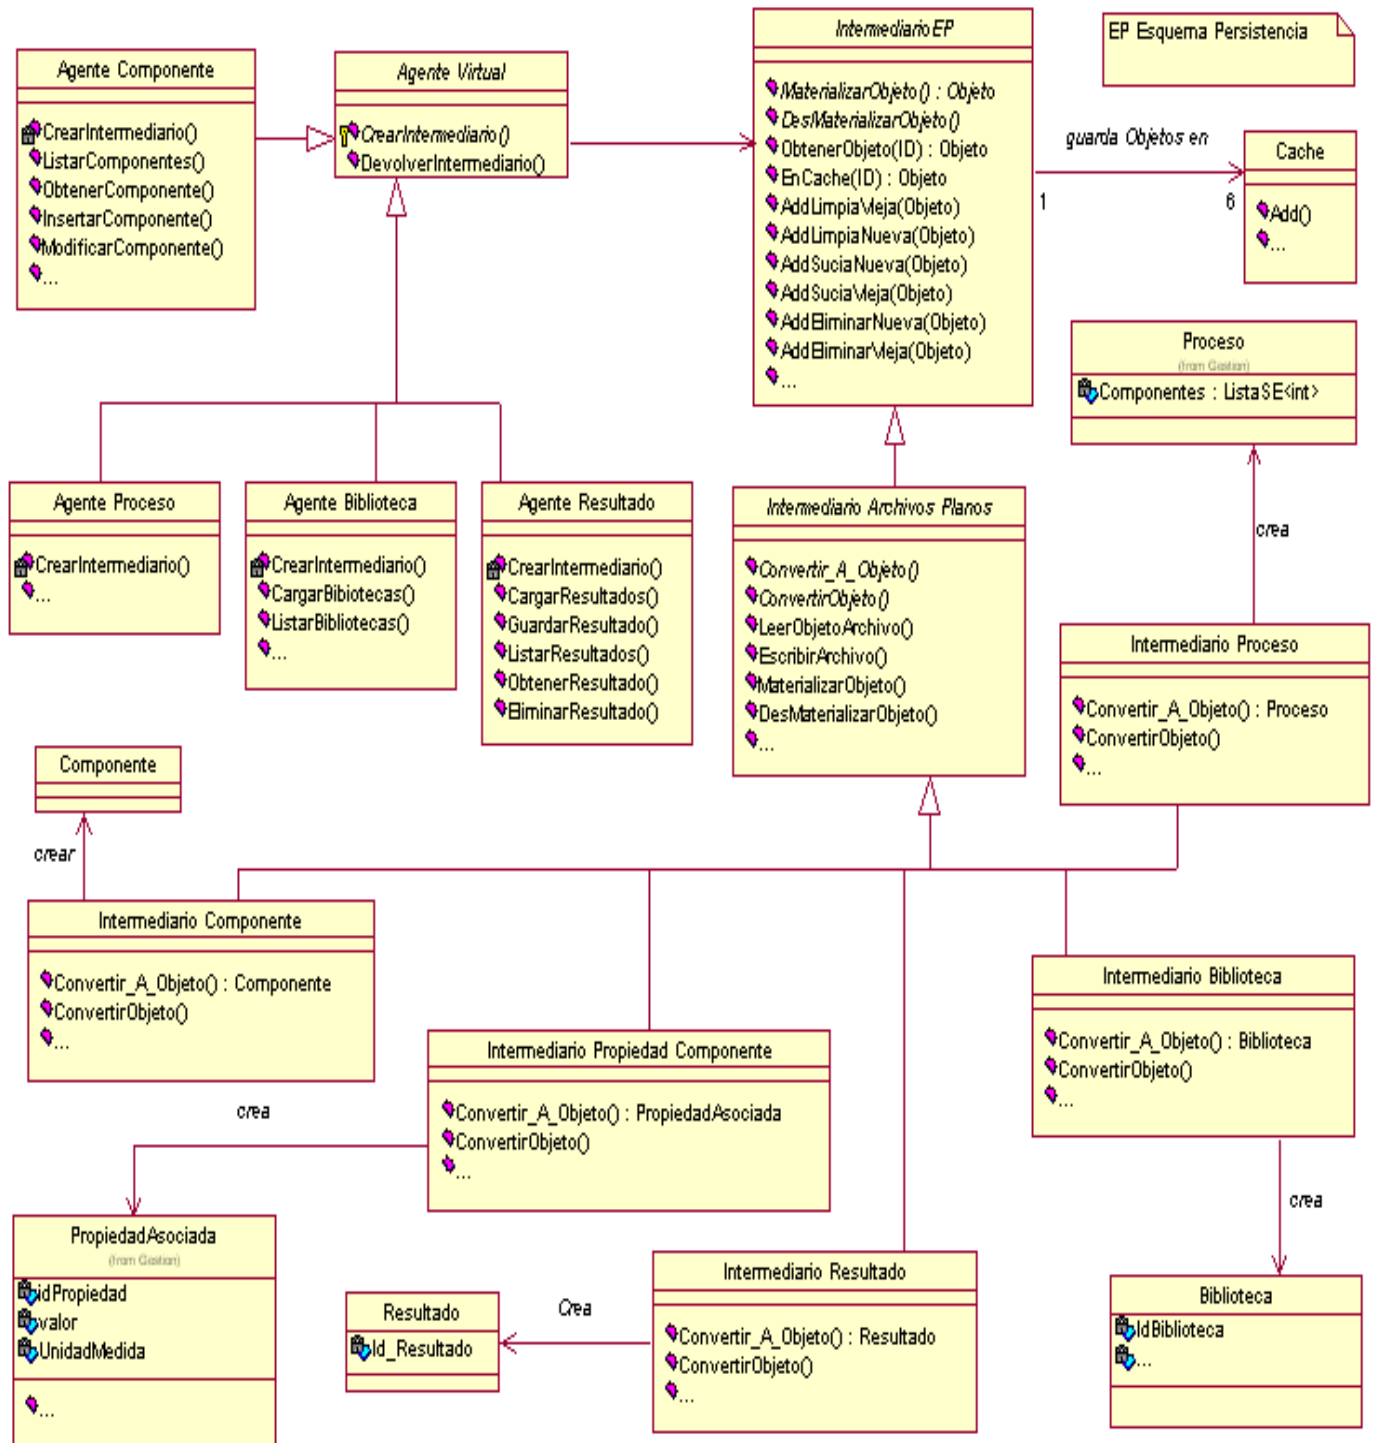 Agente Componente
CrearIntermediario()
ListarComponentes()
ObtenerComponente()
InsertarComponente()
ModificarComponente()
...
Agente Virtual
CrearIntermediario()
DevolverIntermediario()
IntermediarioEP
MaterializarObjeto() : Objeto
DesMaterializarObjeto()
ObtenerObjeto(ID) : Objeto
EnCache(ID) : Objeto
AddLimpiaVieja(Objeto)
AddLimpiaNueva(Objeto)
AddSuciaNueva(Objeto)
AddSuciaVieja(Objeto)
AddEliminarNueva(Objeto)
AddEliminarVieja(Objeto)
...
EP Esquema Persistencia
guarda Objetos en
1
6
Cache
Add()
...
Proceso
(from Gestion)
Componentes : ListaSE<int>
crea
Agente Proceso
CrearIntermediario()
...
Agente Biblioteca
CrearIntermediario()
CargarBibiotecas()
ListarBibliotecas()
...
Agente Resultado
CrearIntermediario()
CargarResultados()
GuardarResultado()
ListarResultados()
ObtenerResultado()
EliminarResultado()
Intermediario Archivos Planos
Convertir_A_Objeto()
ConvertirObjeto()
LeerObjetoArchivo()
EscribirArchivo()
MaterializarObjeto()
DesMaterializarObjeto()
...
Intermediario Proceso
Convertir_A_Objeto() : Proceso
ConvertirObjeto()
...
Componente
crear
Intermediario Componente
Convertir_A_Objeto() : Componente
ConvertirObjeto()
...
Intermediario Propiedad Componente
Convertir_A_Objeto() : PropiedadAsociada
ConvertirObjeto()
...
crea
Intermediario Biblioteca
Convertir_A_Objeto() : Biblioteca
ConvertirObjeto()
...
crea
PropiedadAsociada
(from Gestion)
idPropiedad
valor
UnidadMedida
...
Resultado
Id_Resultado
Crea
Intermediario Resultado
Convertir_A_Objeto() : Resultado
ConvertirObjeto()
...
Biblioteca
IdBiblioteca
...